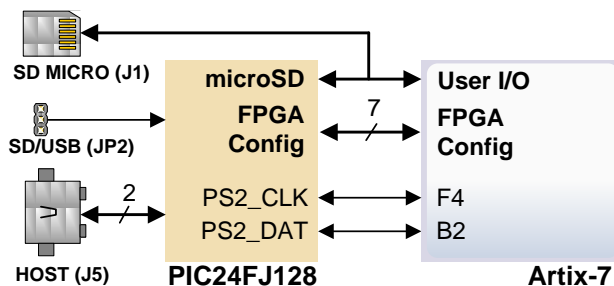 SD MICRO (J1)
microSD
User I/O
FPGA
Config
7
FPGA
Config
SD/USB (JP2)
2
PS2_CLK
F4
PS2_DAT
B2
HOST (J5)
PIC24FJ128
Artix-7